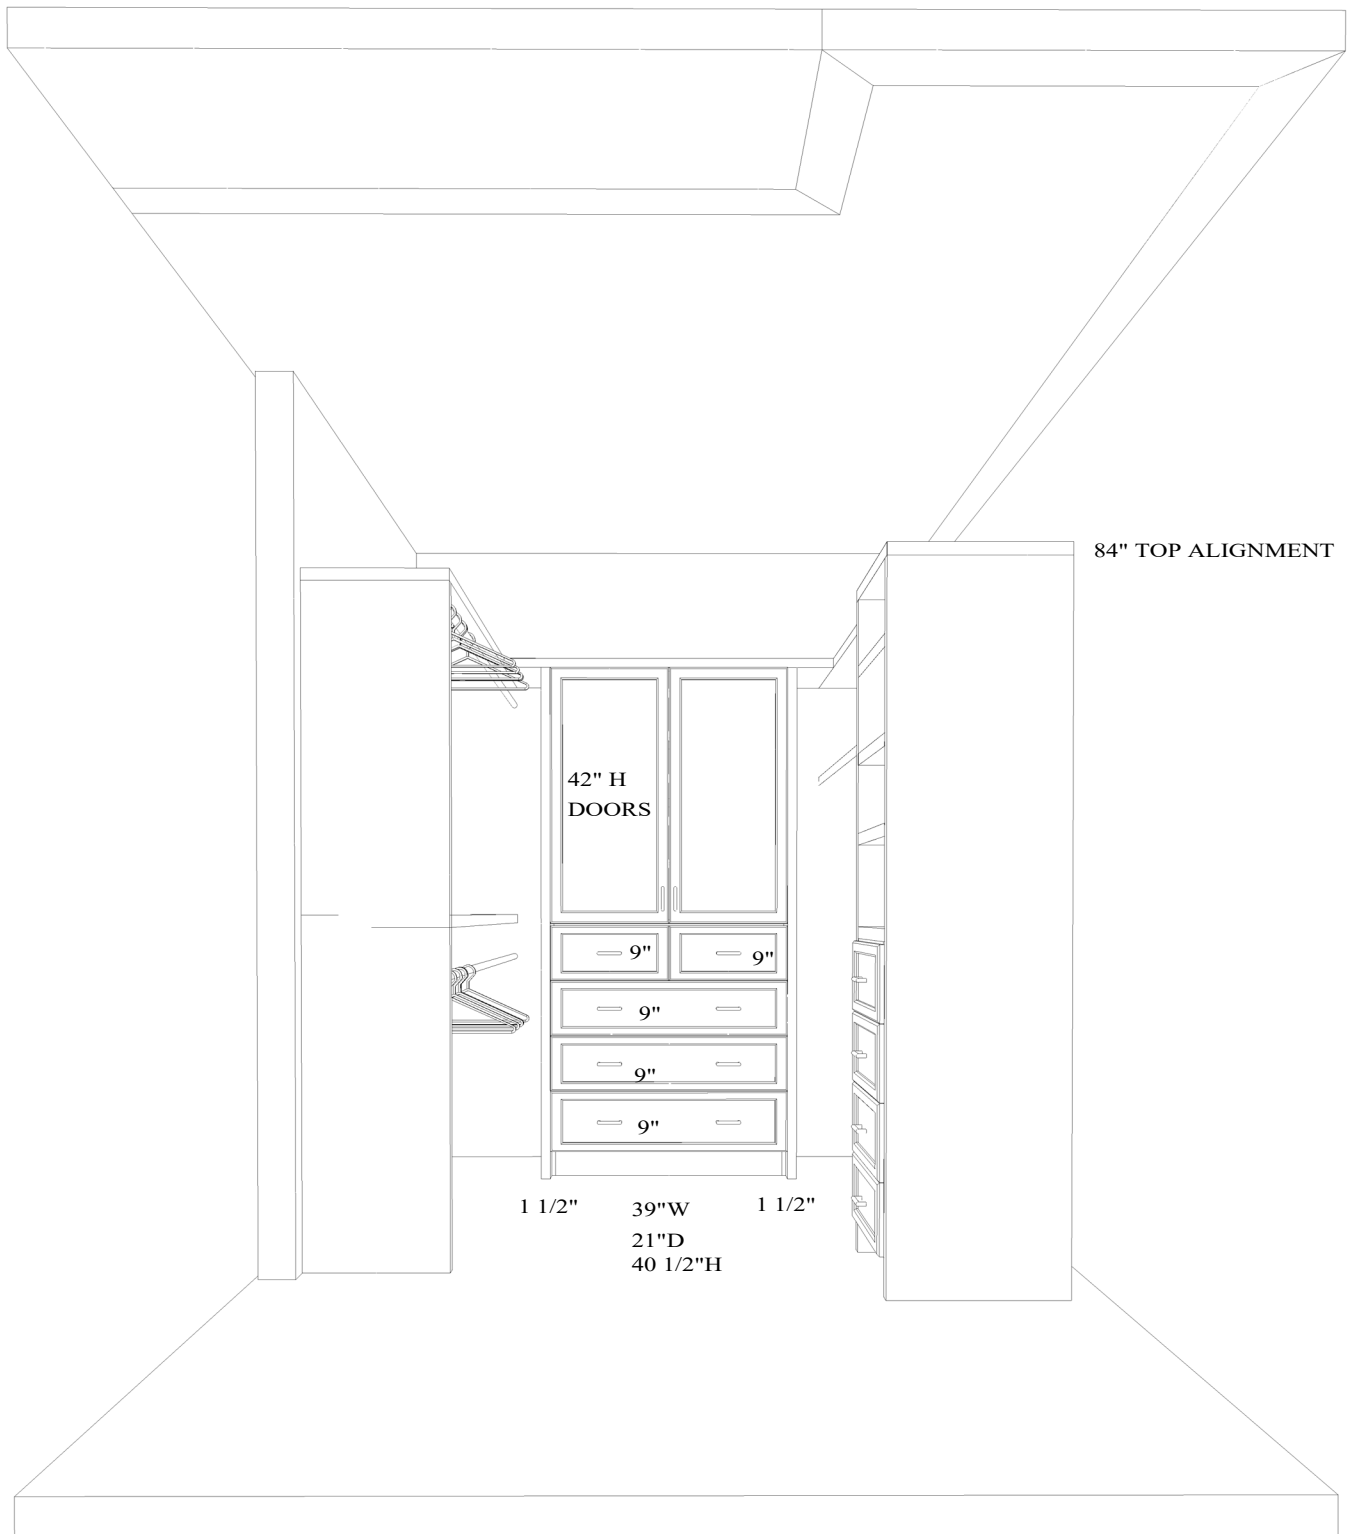 84" TOP ALIGNMENT
42" H
DOORS
9" 9"
9"
9"
9"
1 1/2" 39"W 1 1/2"
21"D
40 1/2"H